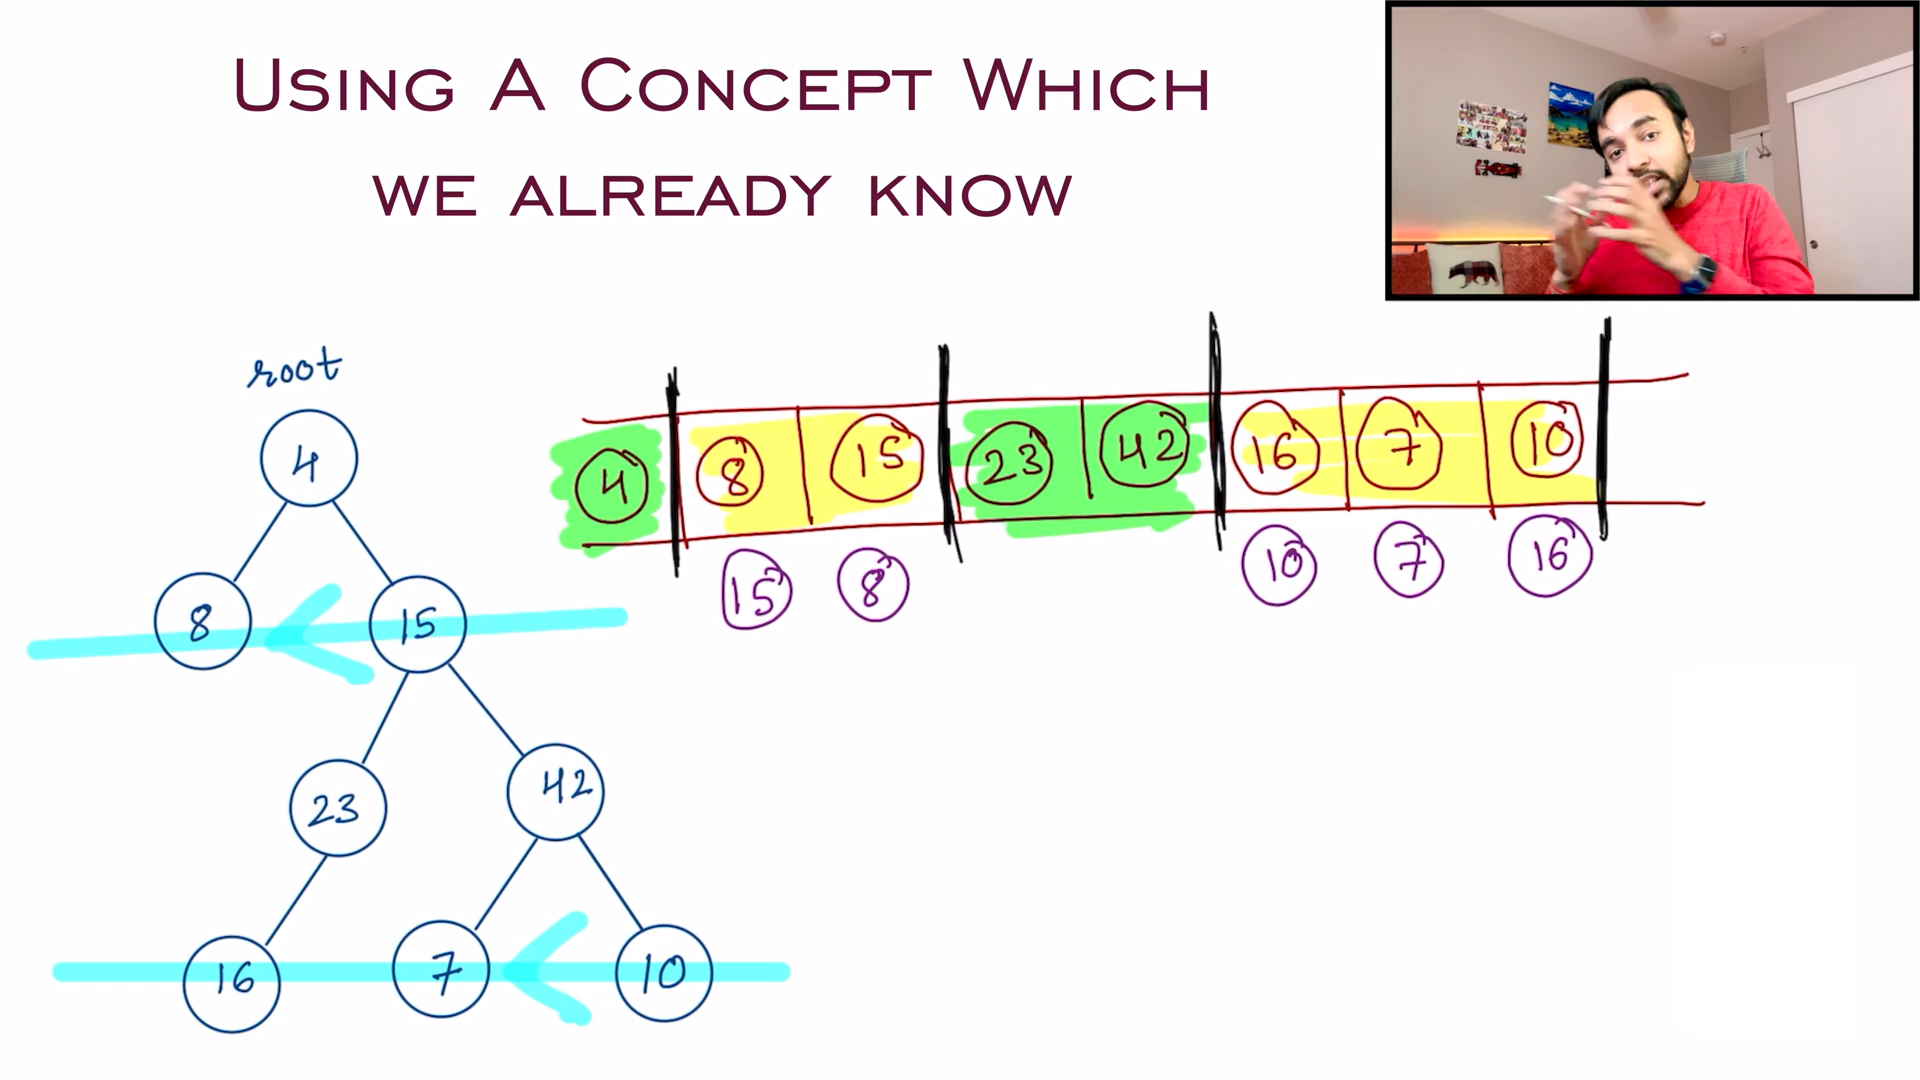 USING A CONCEPT WHICH
WE ALREADY KNOW
root
4
8 15
23 42
16 7 10
4 8 15 23 42 16 7 10
15 8 10 7 16